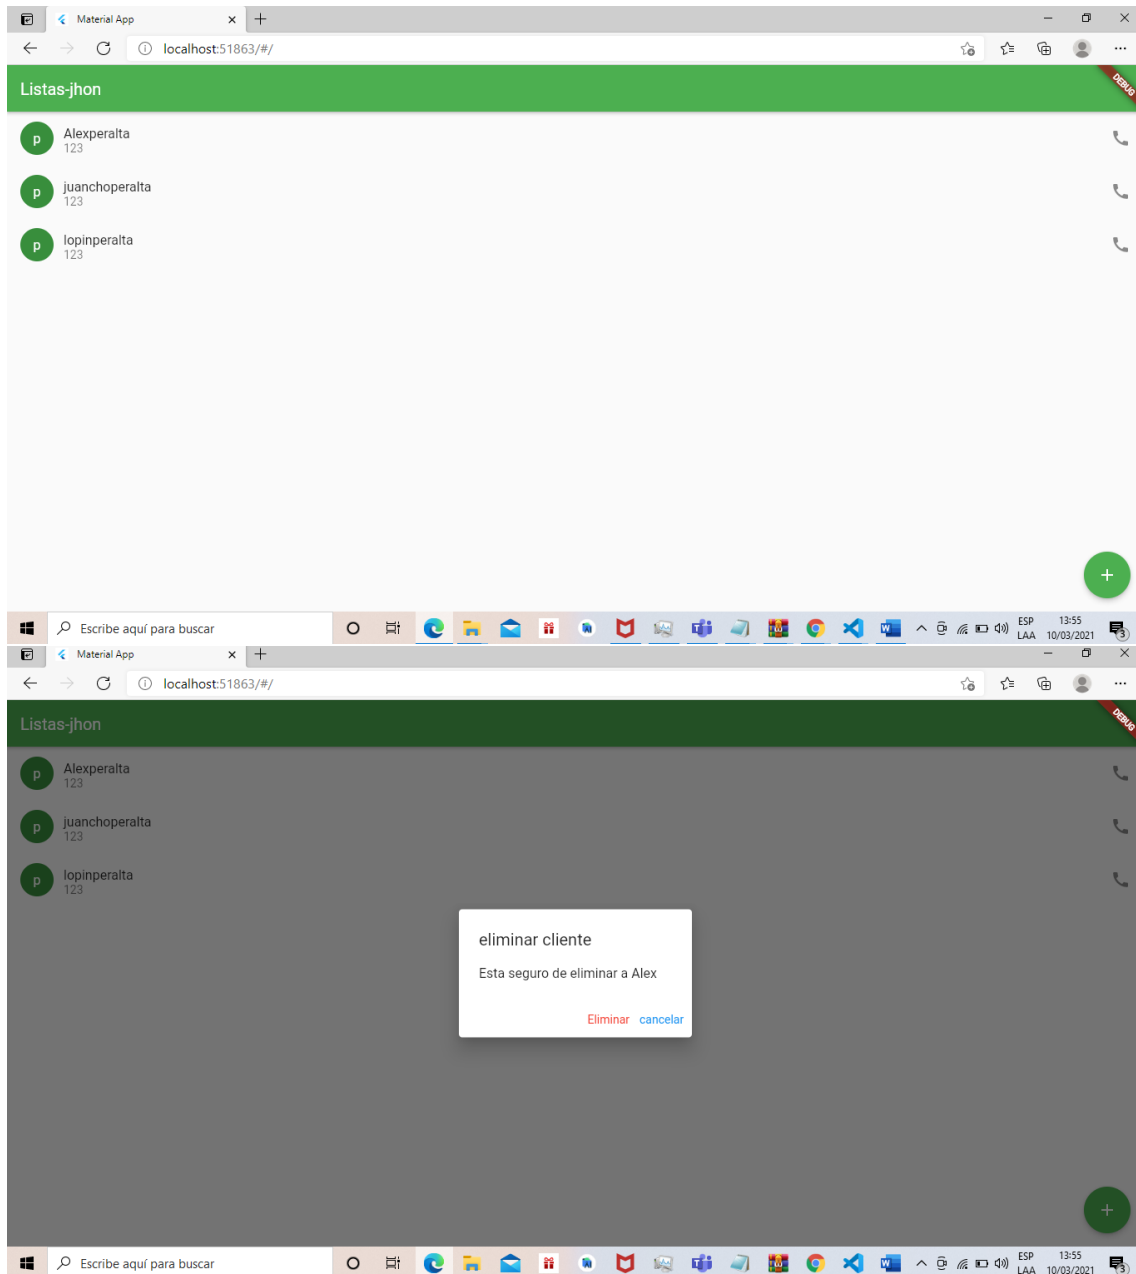 Material App
localhost:51863/#/
Listas-jhon
DEBUG
p
Alexperalta
123
p
juanchoperalta
123
p
lopinperalta
123
+
Escribe aquí para buscar
ESP
LAA
13:55
10/03/2021
3
Material App
localhost:51863/#/
Listas-jhon
DEBUG
p
Alexperalta
123
p
juanchoperalta
123
p
lopinperalta
123
eliminar cliente
Esta seguro de eliminar a Alex
Eliminar cancelar
+
Escribe aquí para buscar
ESP
LAA
13:55
10/03/2021
3